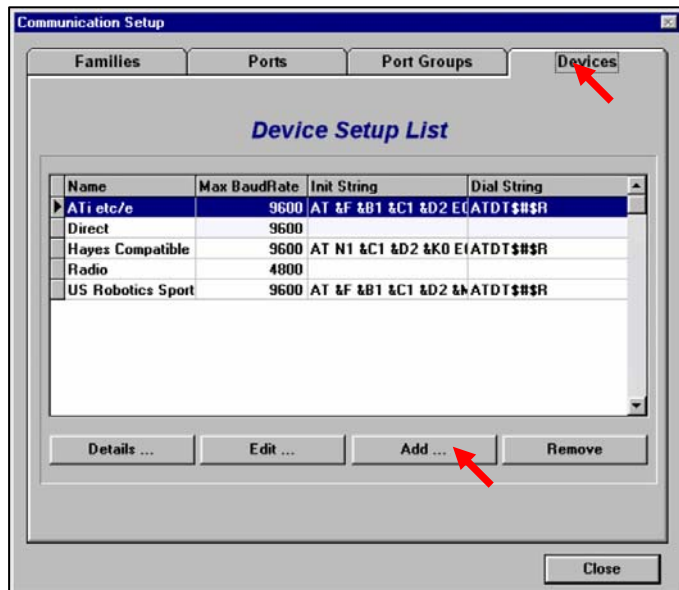 Communication Setup
Families Ports Port Groups Devices
Device Setup List
Name Max BaudRate Init String Dial String
ATi etc/e 9600 AT &F &B1 &C1 &D2 E( ATDT$#$R
Direct 9600
Hayes Compatible 9600 AT N1 &C1 &D2 &K0 E( ATDT$#$R
Radio 4800
US Robotics Sport 9600 AT &F &B1 &C1 &D2 ATDT$#$R
Details ... Edit ... Add ... Remove
Close